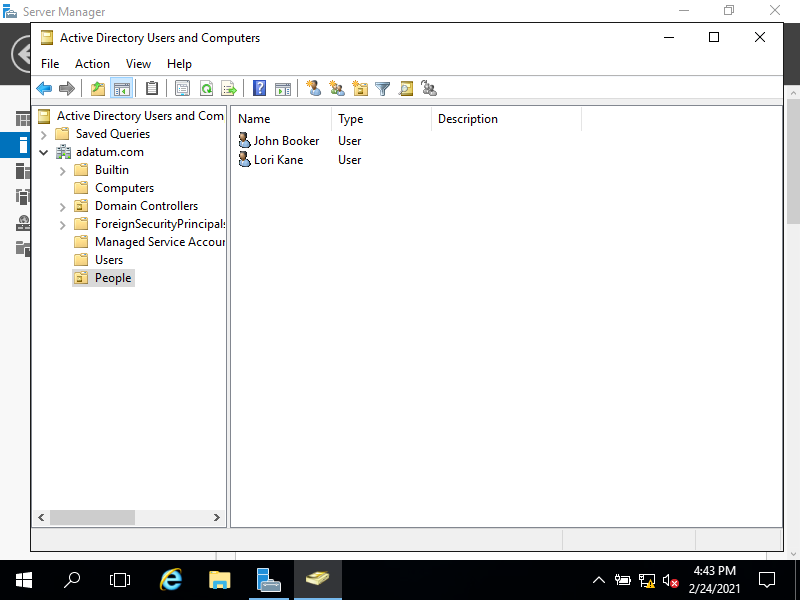 Server Manager
Active Directory Users and Computers
File Action View Help
Active Directory Users and Com
Saved Queries
adatum.com
Builtin
Computers
Domain Controllers
ForeignSecurityPrincipals
Managed Service Accour
Users
People
Name Type Description
John Booker User
Lori Kane User
4:43 PM
2/24/2021